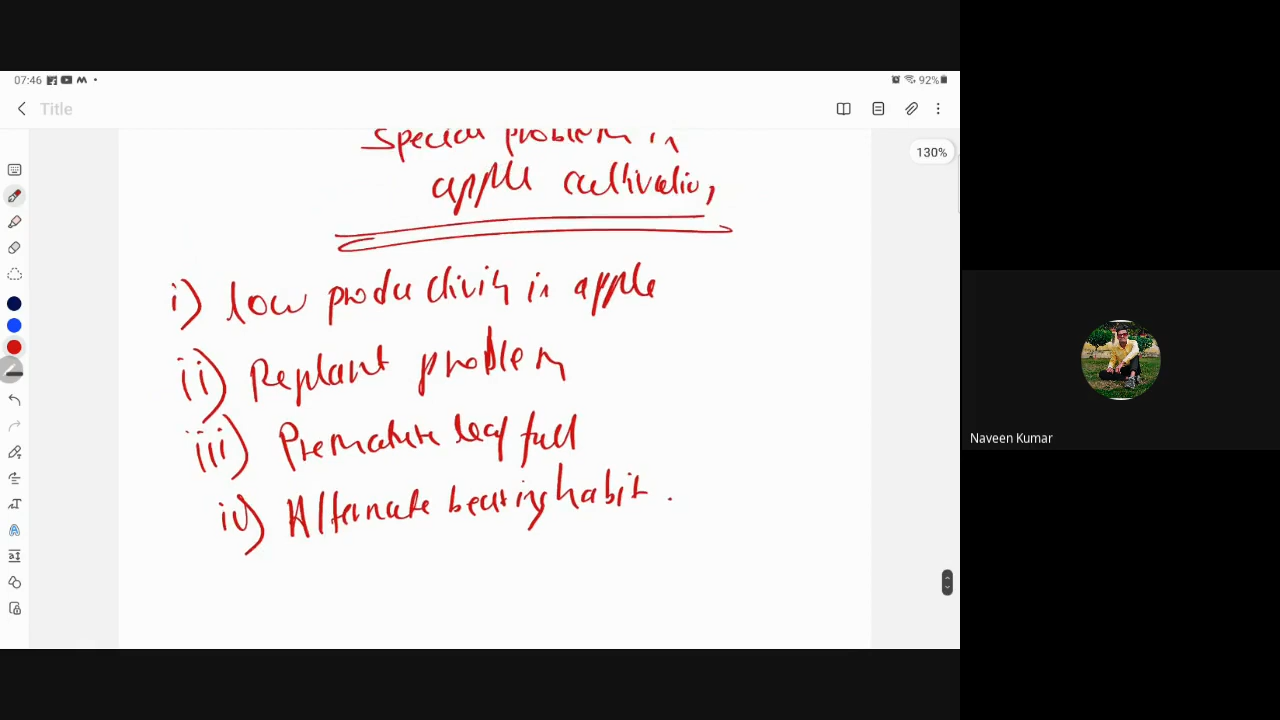 07:46
92%
Title
130%
Special problem in
apple cultivation
i) low productivity in apple
ii) Replant problem
iii) Premature leaf fall
iv) Alternate bearing habit.
Naveen Kumar